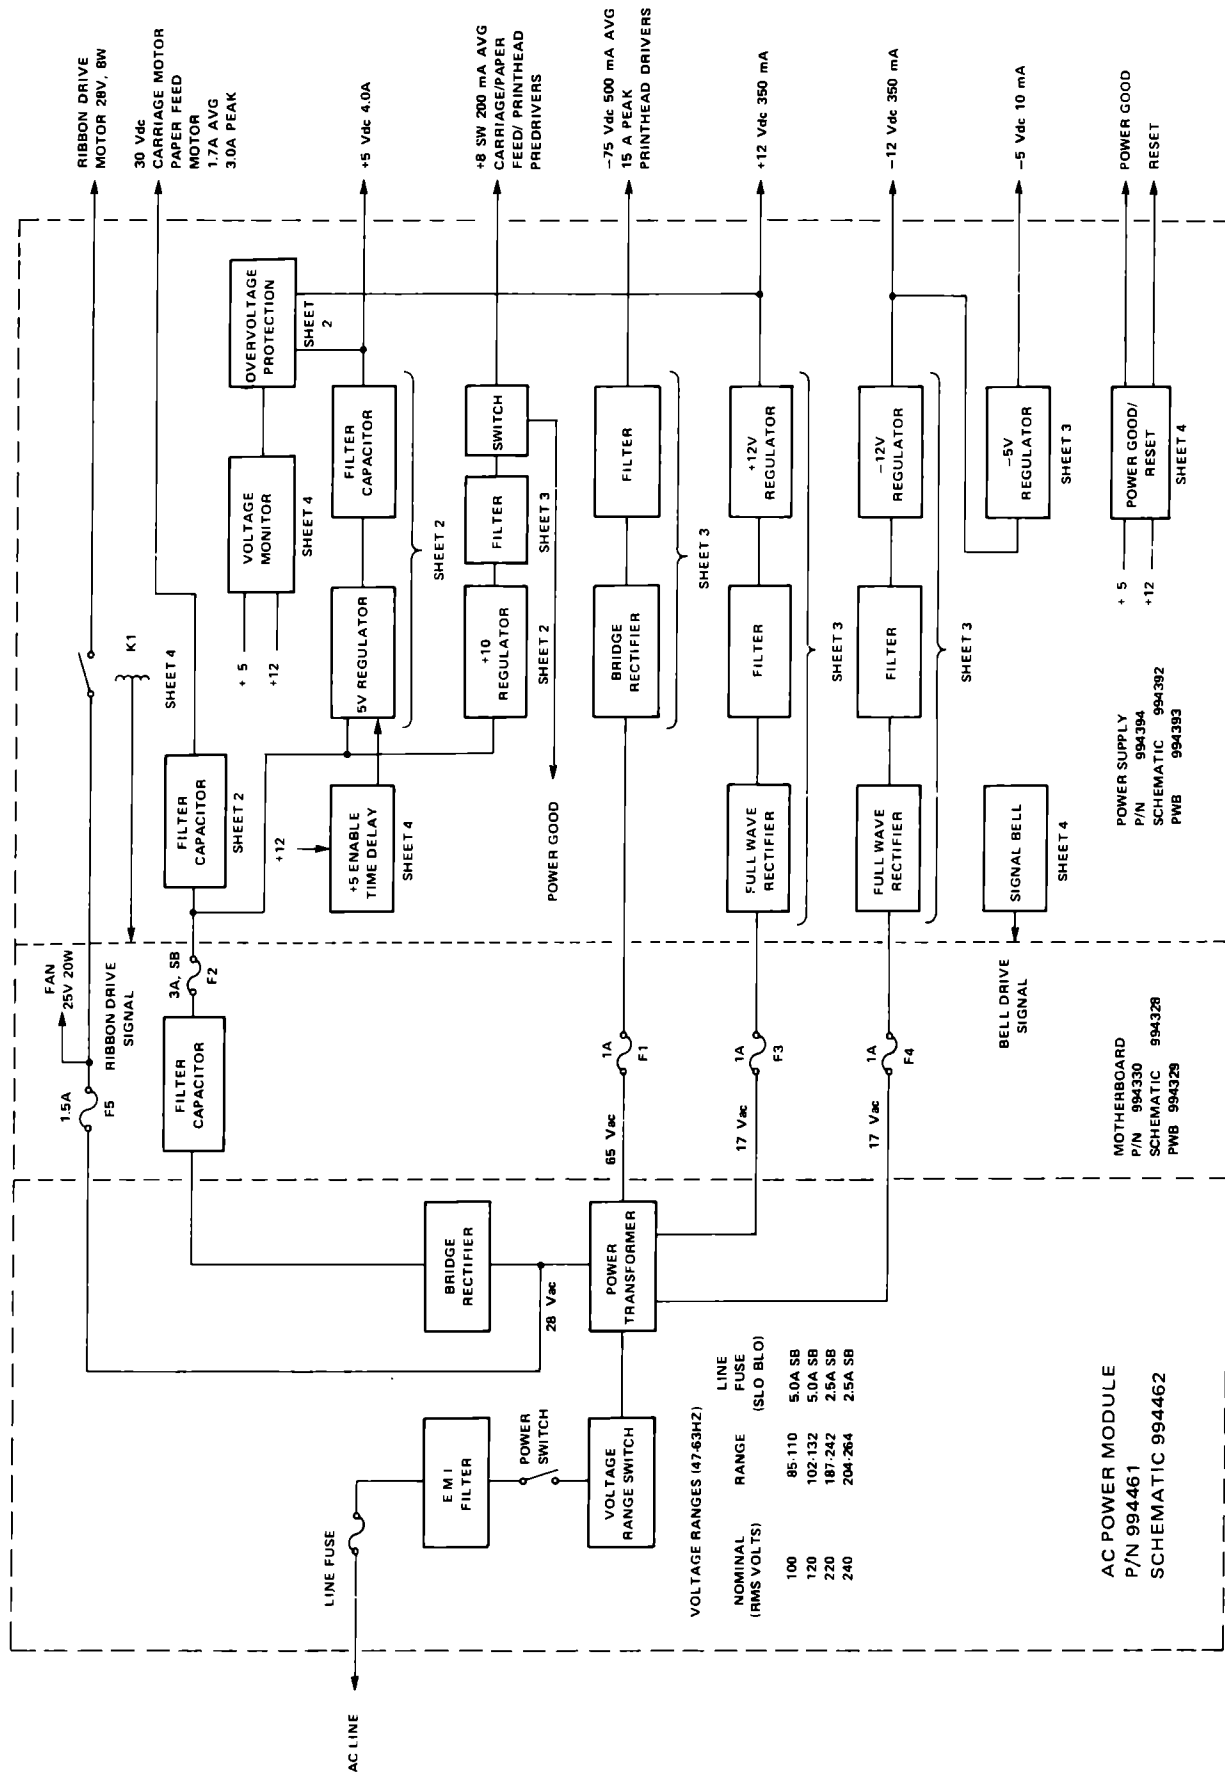 AC LINE
LINE FUSE
EMI
FILTER
POWER
SWITCH
VOLTAGE
RANGE SWITCH
VOLTAGE RANGES (47-63HZ)
NOMINAL
(RMS VOLTS)
RANGE
LINE
FUSE
(SLO BLO)
100 85-110 5.0A SB
120 102-132 5.0A SB
220 187-242 2.5A SB
240 204-264 2.5A SB
AC POWER MODULE
P/N 994461
SCHEMATIC 994462
BRIDGE
RECTIFIER
28 Vac
POWER
TRANSFORMER
1.5A
F5
FAN
25V 20W
RIBBON DRIVE
SIGNAL
FILTER
CAPACITOR
3A, SB
F2
65 Vac
1A
F1
17 Vac
1A
F3
17 Vac
1A
F4
BELL DRIVE
SIGNAL
MOTHERBOARD
P/N 994330
SCHEMATIC 994328
PWB 994329
K1
SHEET 4
FILTER
CAPACITOR
SHEET 2
+12
+5 ENABLE
TIME DELAY
SHEET 4
+ 5
+12
VOLTAGE
MONITOR
SHEET 4
OVERVOLTAGE
PROTECTION
SHEET
2
5V REGULATOR
FILTER
CAPACITOR
SHEET 2
+10
REGULATOR
SHEET 2
FILTER
SHEET 3
SWITCH
POWER GOOD
BRIDGE
RECTIFIER
FILTER
SHEET 3
FULL WAVE
RECTIFIER
FILTER
+12V
REGULATOR
SHEET 3
FULL WAVE
RECTIFIER
FILTER
-12V
REGULATOR
SHEET 3
SIGNAL BELL
SHEET 4
-5V
REGULATOR
SHEET 3
+ 5
+12
POWER GOOD/
RESET
SHEET 4
POWER SUPPLY
P/N 994394
SCHEMATIC 994392
PWB 994393
RIBBON DRIVE
MOTOR 28V, 8W
30 Vdc
CARRIAGE MOTOR
PAPER FEED
MOTOR
1.7A AVG
3.0A PEAK
+5 Vdc 4.0A
+8 SW 200 mA AVG
CARRIAGE/PAPER
FEED/ PRINTHEAD
PREDRIVERS
-75 Vdc 500 mA AVG
15 A PEAK
PRINTHEAD DRIVERS
+12 Vdc 350 mA
-12 Vdc 350 mA
-5 Vdc 10 mA
POWER GOOD
RESET